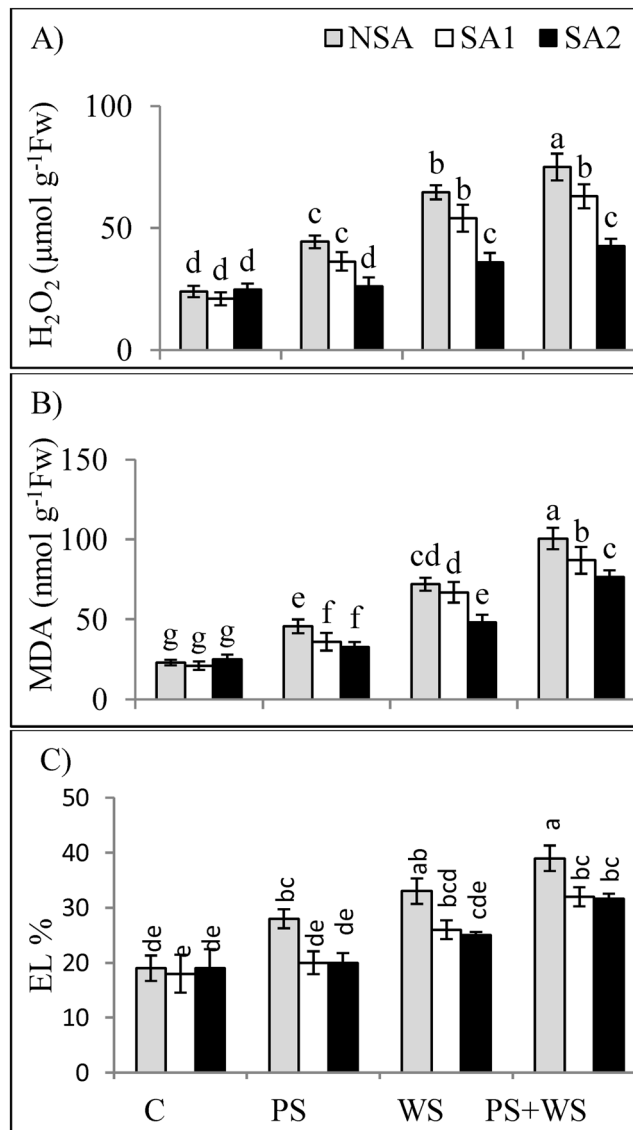 A)
NSA SA1 SA2
H₂O₂ (µmol g⁻¹Fw)
100
50
0
d d d
c c d
b b c
a b c
B)
MDA (nmol g⁻¹Fw)
150
100
50
0
g g g
e f f
cd d e
a b c
C)
EL %
50
40
30
20
10
0
de e de
bc de de
ab bcd cde
a bc bc
C PS WS PS+WS